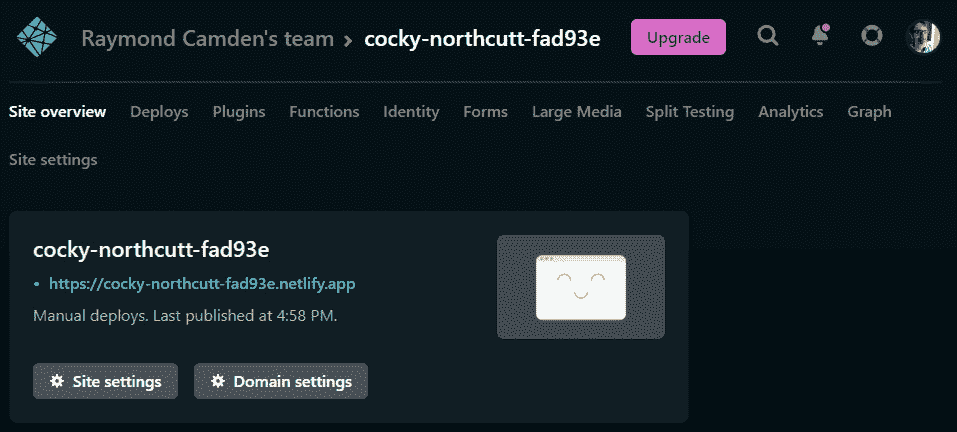 Raymond Camden's team > cocky-northcutt-fad93e Upgrade
Site overview Deploys Plugins Functions Identity Forms Large Media Split Testing Analytics Graph
Site settings
cocky-northcutt-fad93e
• https://cocky-northcutt-fad93e.netlify.app
Manual deploys. Last published at 4:58 PM.
Site settings Domain settings